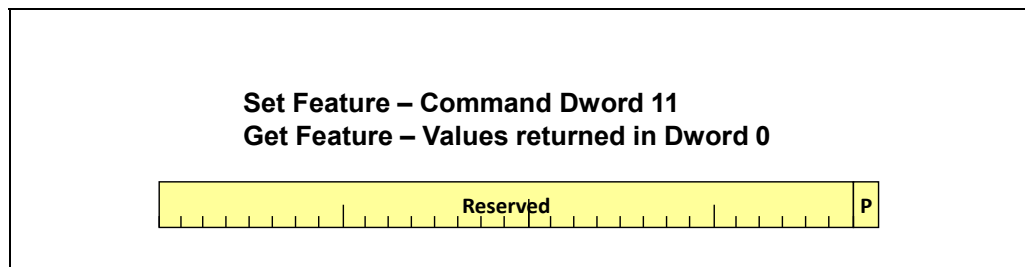 Set Feature – Command Dword 11
Get Feature – Values returned in Dword 0
Reserved P